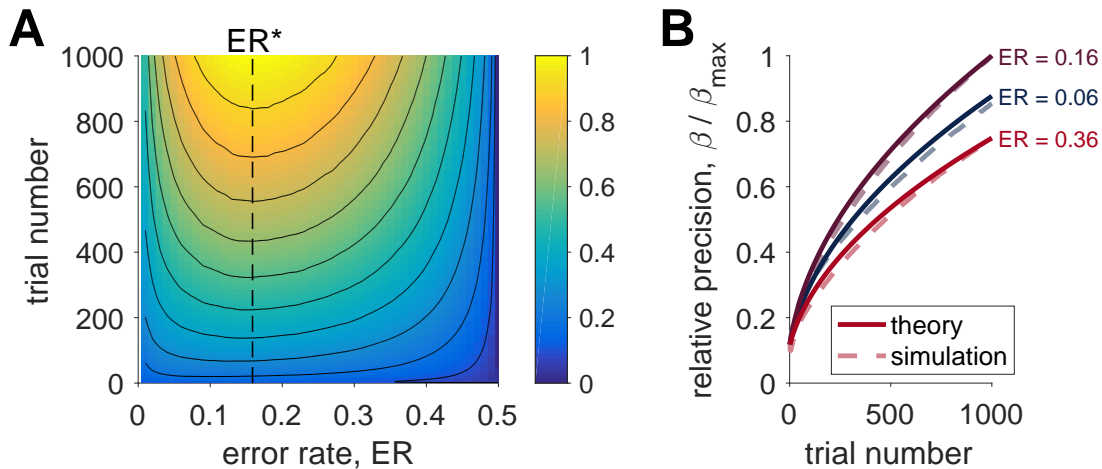 A
ER*
trial number
1000
800
600
400
200
0
0 0.1 0.2 0.3 0.4 0.5
error rate, ER
1
0.8
0.6
0.4
0.2
0
B
relative precision, β / βmax
1
0.8
0.6
0.4
0.2
0
ER = 0.16
ER = 0.06
ER = 0.36
theory
simulation
0 500 1000
trial number